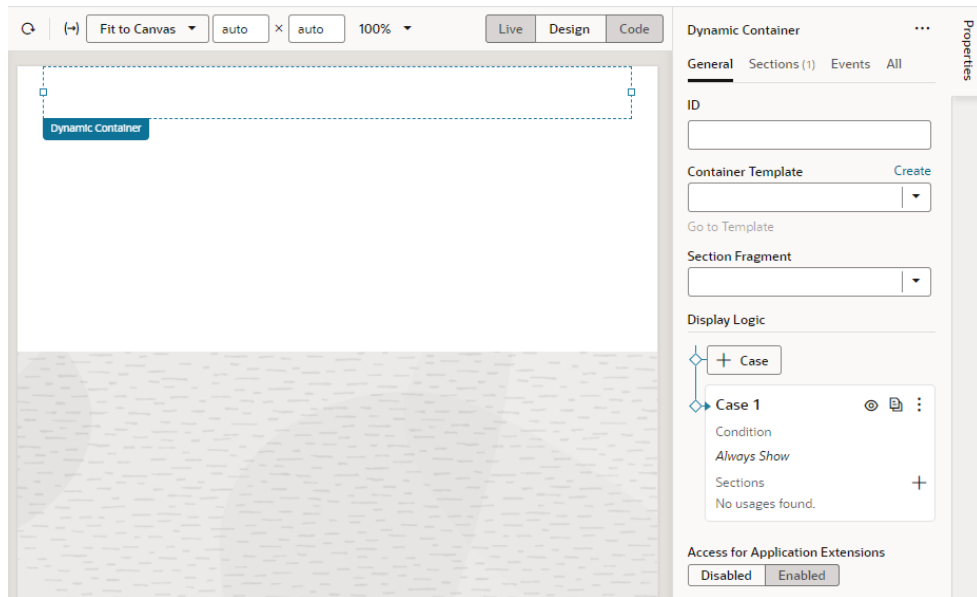 Fit to Canvas auto × auto 100% Live Design Code
Dynamic Container
Dynamic Container
General Sections (1) Events All
ID
Container Template Create
Go to Template
Section Fragment
Display Logic
+ Case
Case 1
Condition
Always Show
Sections +
No usages found.
Access for Application Extensions
Disabled Enabled
Properties